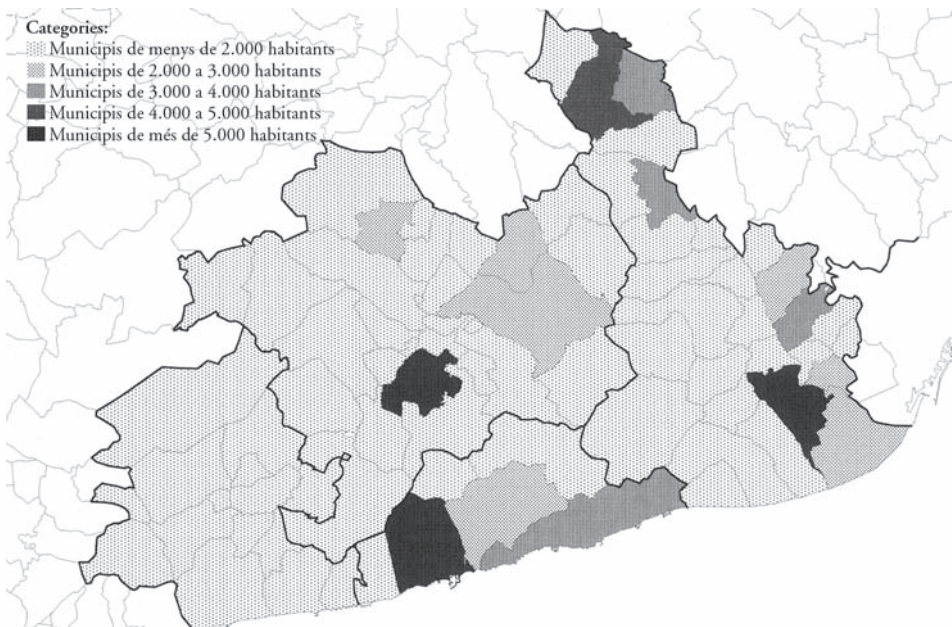 Categories:
Municipis de menys de 2.000 habitants
Municipis de 2.000 a 3.000 habitants
Municipis de 3.000 a 4.000 habitants
Municipis de 4.000 a 5.000 habitants
Municipis de més de 5.000 habitants